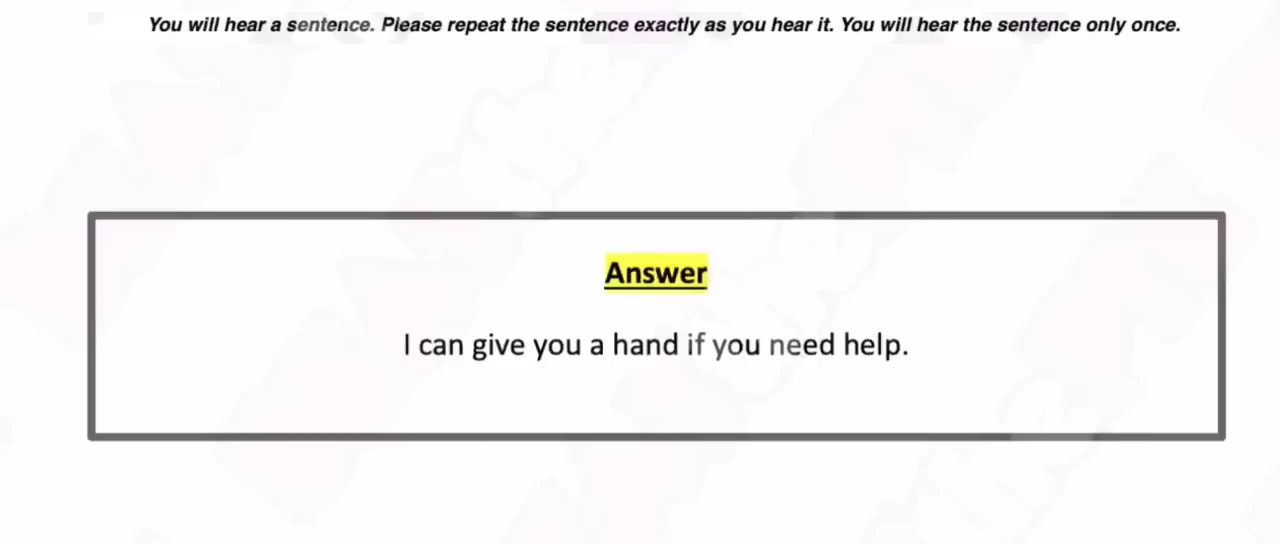 You will hear a sentence. Please repeat the sentence exactly as you hear it. You will hear the sentence only once.
Answer
I can give you a hand if you need help.